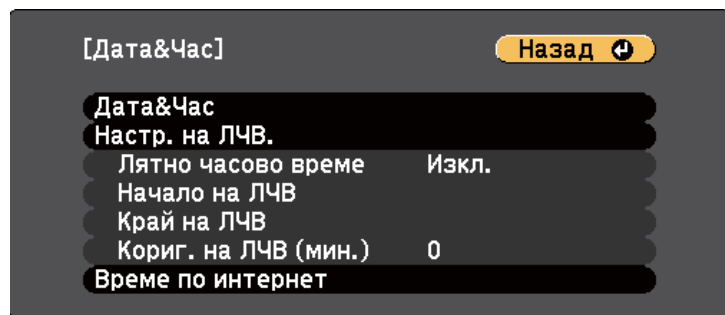 [Дата&Час]
Назад
Дата&Час
Настр. на ЛЧВ.
Лятно часово време Изкл.
Начало на ЛЧВ
Край на ЛЧВ
Кориг. на ЛЧВ (мин.) 0
Време по интернет